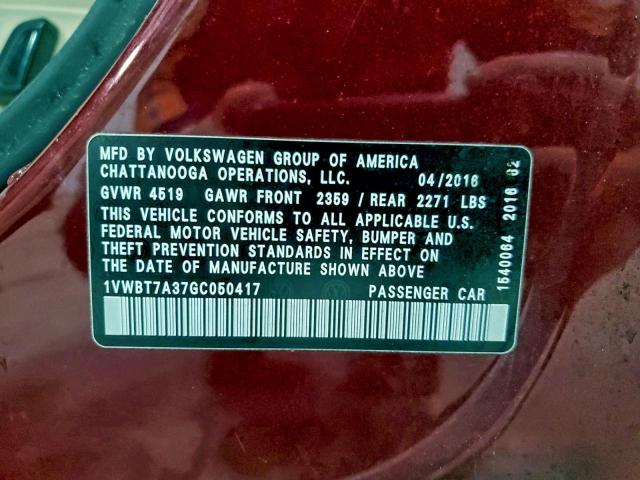 MFD BY VOLKSWAGEN GROUP OF AMERICA
CHATTANOOGA OPERATIONS, LLC. 04/2016
GVWR 4519 GAWR FRONT 2359 / REAR 2271 LBS
THIS VEHICLE CONFORMS TO ALL APPLICABLE U.S.
FEDERAL MOTOR VEHICLE SAFETY, BUMPER AND
THEFT PREVENTION STANDARDS IN EFFECT ON
THE DATE OF MANUFACTURE SHOWN ABOVE
1VWBT7A37GC050417 PASSENGER CAR
1540064 2016 02